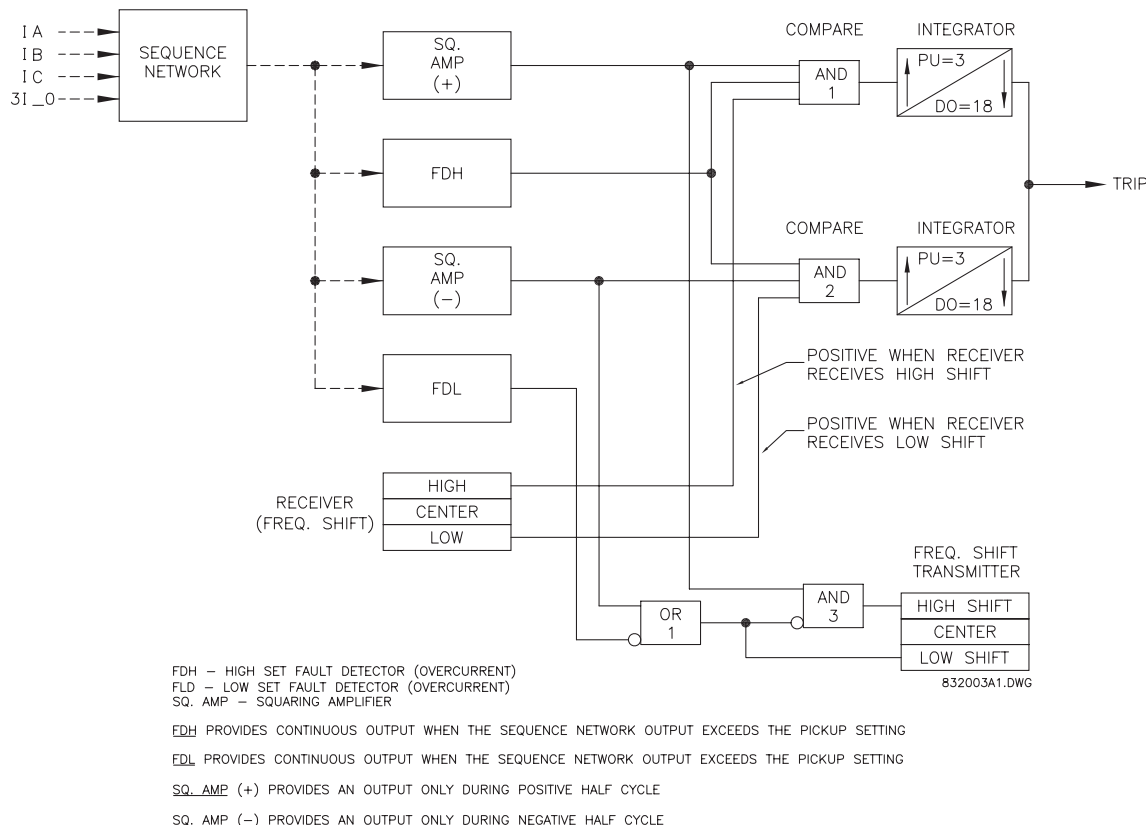 IA
IB
IC
3I_0
SEQUENCE
NETWORK
SQ.
AMP
(+)
FDH
SQ.
AMP
(−)
FDL
COMPARE
INTEGRATOR
AND
1
PU=3
DO=18
TRIP
COMPARE
INTEGRATOR
AND
2
PU=3
DO=18
POSITIVE WHEN RECEIVER
RECEIVES HIGH SHIFT
POSITIVE WHEN RECEIVER
RECEIVES LOW SHIFT
RECEIVER
(FREQ. SHIFT)
HIGH
CENTER
LOW
OR
1
AND
3
FREQ. SHIFT
TRANSMITTER
HIGH SHIFT
CENTER
LOW SHIFT
832003A1.DWG
FDH – HIGH SET FAULT DETECTOR (OVERCURRENT)
FLD – LOW SET FAULT DETECTOR (OVERCURRENT)
SQ. AMP – SQUARING AMPLIFIER
FDH PROVIDES CONTINUOUS OUTPUT WHEN THE SEQUENCE NETWORK OUTPUT EXCEEDS THE PICKUP SETTING
FDL PROVIDES CONTINUOUS OUTPUT WHEN THE SEQUENCE NETWORK OUTPUT EXCEEDS THE PICKUP SETTING
SQ. AMP (+) PROVIDES AN OUTPUT ONLY DURING POSITIVE HALF CYCLE
SQ. AMP (−) PROVIDES AN OUTPUT ONLY DURING NEGATIVE HALF CYCLE